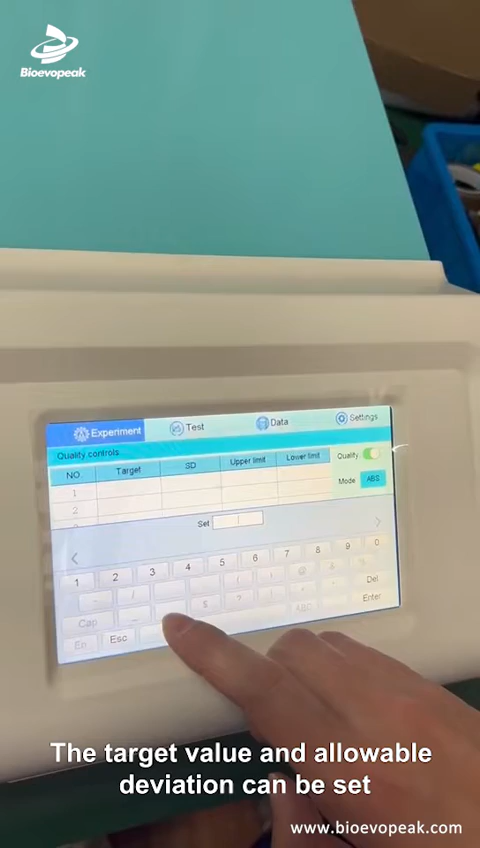 Bioevopeak
Experiment
Test
Data
Settings
Quality controls
NO
Target
SD
Upper limit
Lower limit
Quality
1
2
Mode
ABS
Set
1 2 3 4 5 6 7 8 9 0
Del
Cap
Enter
En
Esc
The target value and allowable
deviation can be set
www.bioevopeak.com